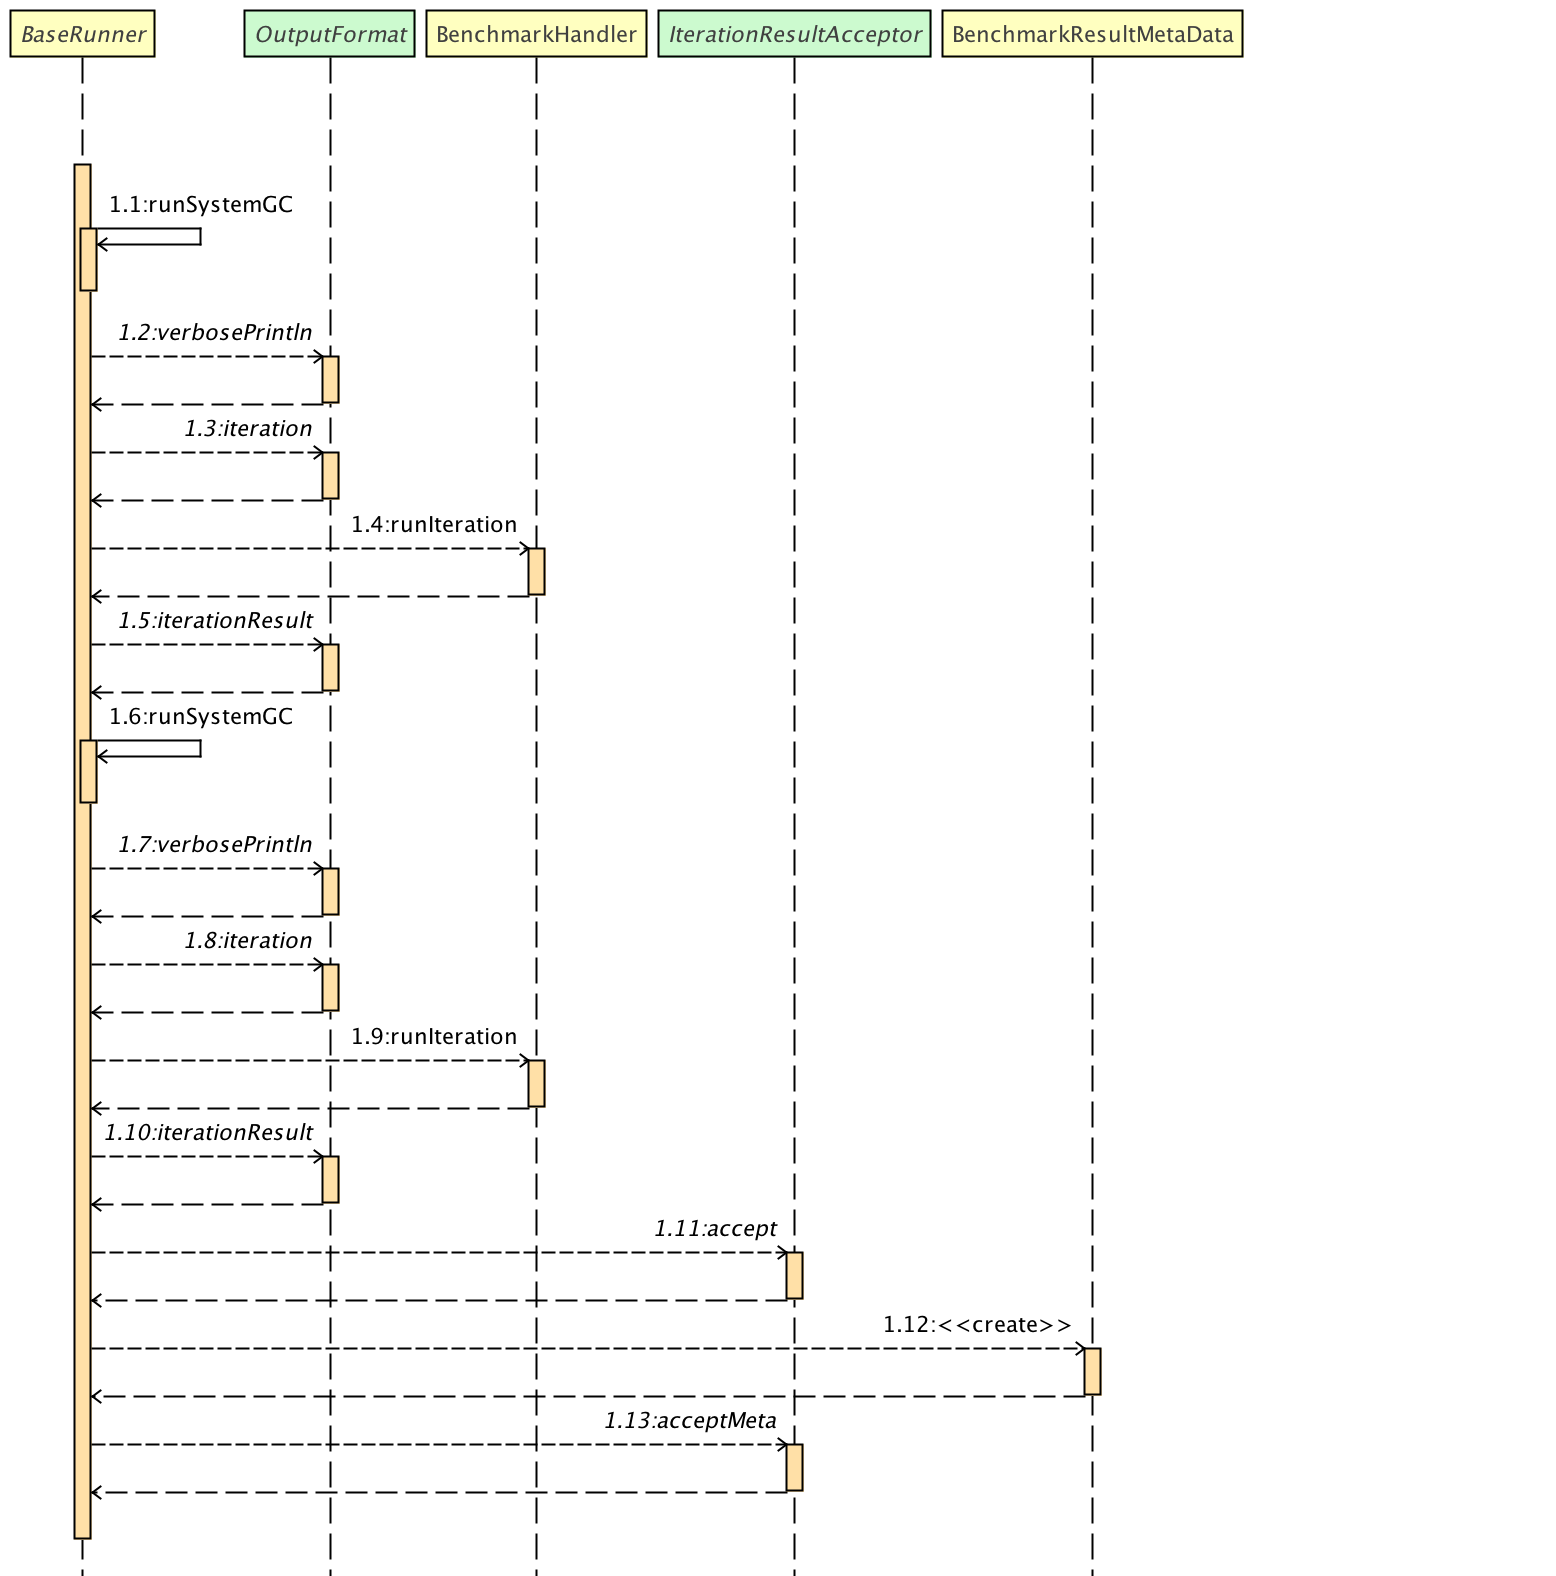 BaseRunner
OutputFormat
BenchmarkHandler
IterationResultAcceptor
BenchmarkResultMetaData
1.1:runSystemGC
1.2:verbosePrintln
1.3:iteration
1.4:runIteration
1.5:iterationResult
1.6:runSystemGC
1.7:verbosePrintln
1.8:iteration
1.9:runIteration
1.10:iterationResult
1.11:accept
1.12:<<create>>
1.13:acceptMeta